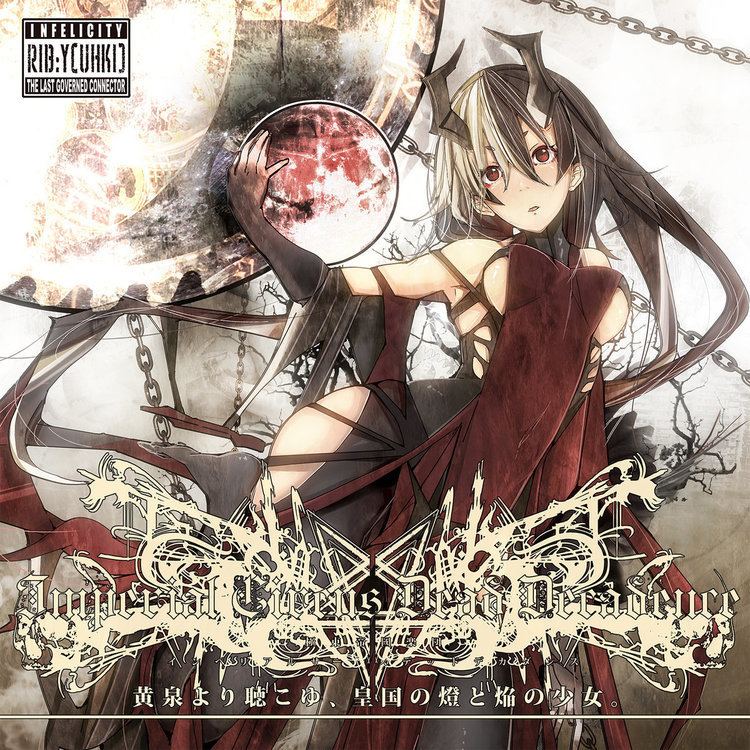 INFELICITY
RIB:Y(UHKI)
THE LAST GOVERNED CONNECTOR
Imperial Circus Dead Decadence
黄泉より聴こゆ、皇国の燈と焔の少女。